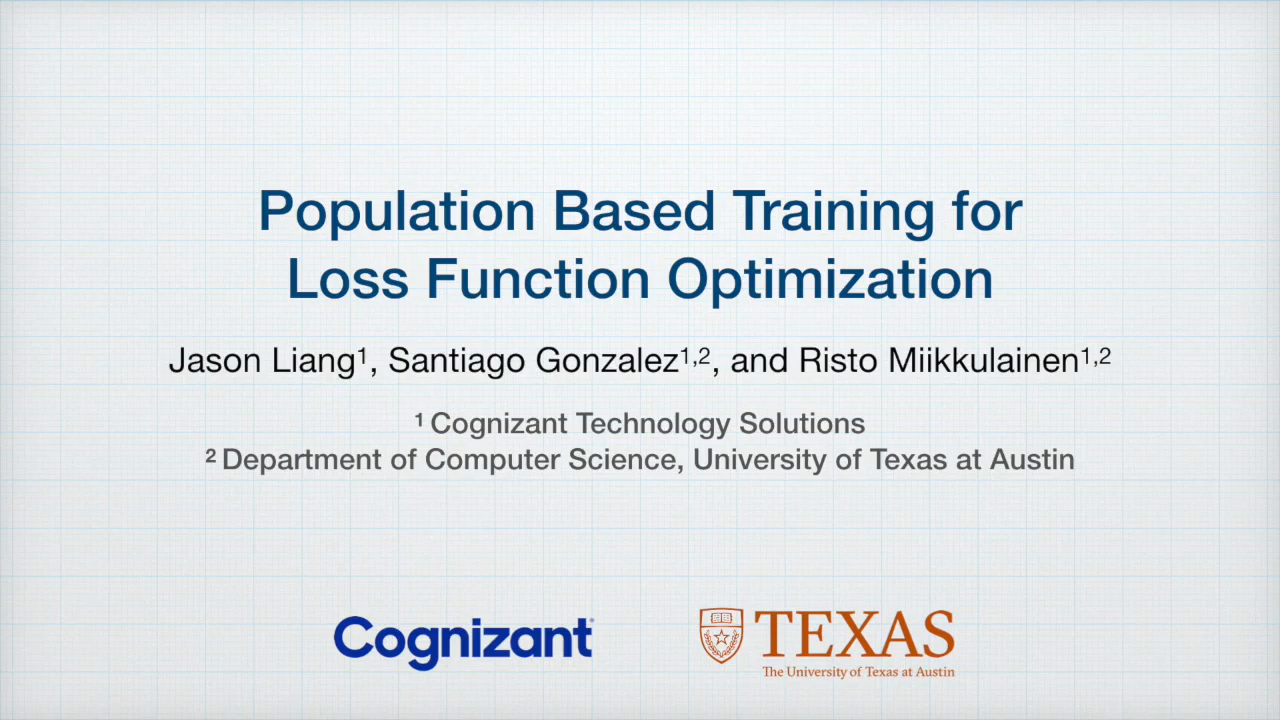 Population Based Training for
Loss Function Optimization
Jason Liang¹, Santiago Gonzalez¹,², and Risto Miikkulainen¹,²
¹ Cognizant Technology Solutions
² Department of Computer Science, University of Texas at Austin
Cognizant
TEXAS
The University of Texas at Austin